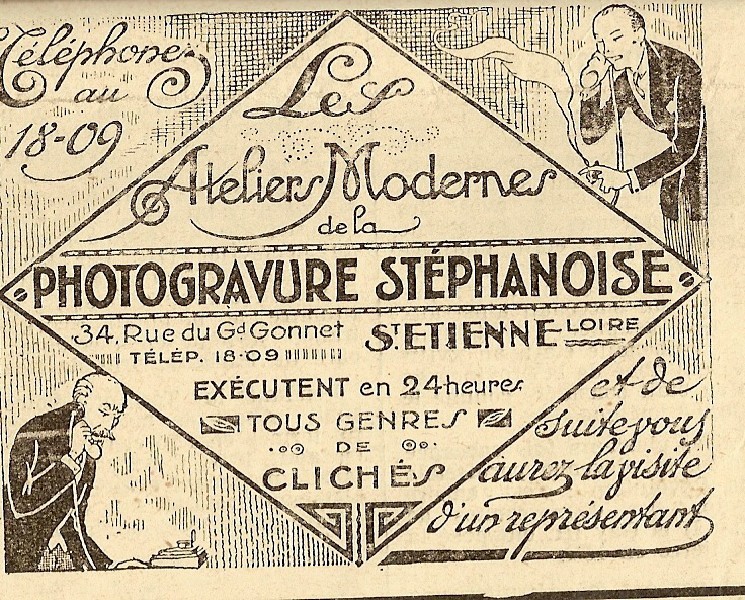 Téléphonez
au
18-09
Les
Ateliers Modernes
de la
PHOTOGRAVURE STÉPHANOISE
34, Rue du Gd Gonnet
TÉLÉP. 18-09
ST ETIENNE LOIRE
EXÉCUTENT en 24 heures
TOUS GENRES
DE
CLICHÉS
et de
suite vous
aurez la visite
d'un représentant